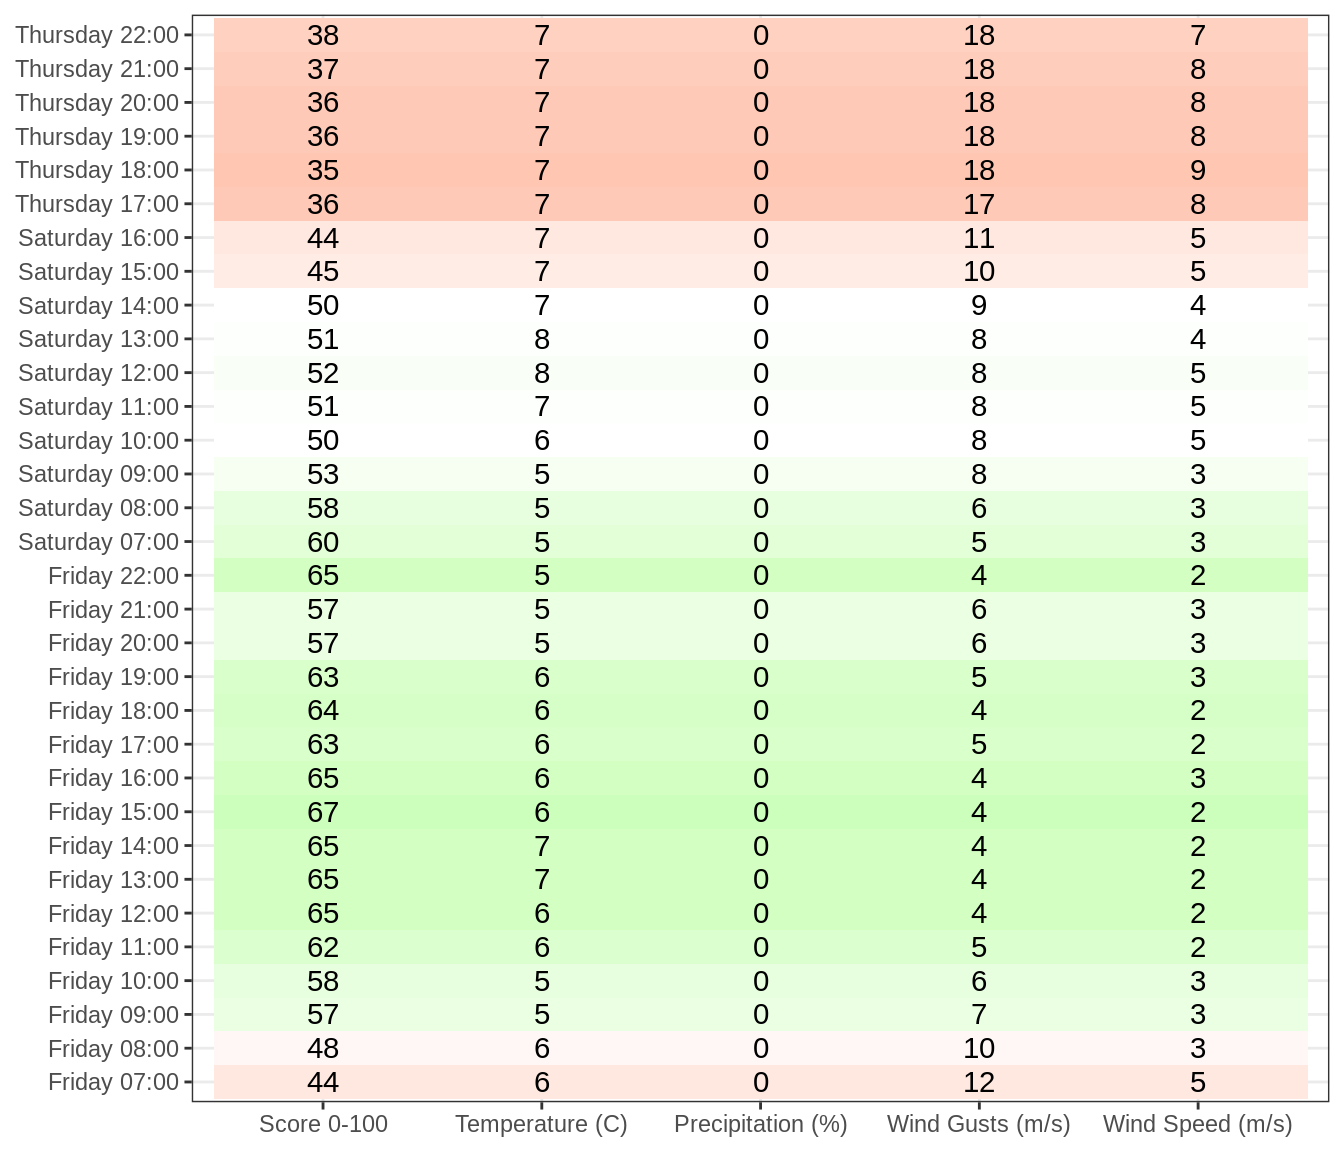 Thursday 22:00 38 7 0 18 7
Thursday 21:00 37 7 0 18 8
Thursday 20:00 36 7 0 18 8
Thursday 19:00 36 7 0 18 8
Thursday 18:00 35 7 0 18 9
Thursday 17:00 36 7 0 17 8
Saturday 16:00 44 7 0 11 5
Saturday 15:00 45 7 0 10 5
Saturday 14:00 50 7 0 9 4
Saturday 13:00 51 8 0 8 4
Saturday 12:00 52 8 0 8 5
Saturday 11:00 51 7 0 8 5
Saturday 10:00 50 6 0 8 5
Saturday 09:00 53 5 0 8 3
Saturday 08:00 58 5 0 6 3
Saturday 07:00 60 5 0 5 3
Friday 22:00 65 5 0 4 2
Friday 21:00 57 5 0 6 3
Friday 20:00 57 5 0 6 3
Friday 19:00 63 6 0 5 3
Friday 18:00 64 6 0 4 2
Friday 17:00 63 6 0 5 2
Friday 16:00 65 6 0 4 3
Friday 15:00 67 6 0 4 2
Friday 14:00 65 7 0 4 2
Friday 13:00 65 7 0 4 2
Friday 12:00 65 6 0 4 2
Friday 11:00 62 6 0 5 2
Friday 10:00 58 5 0 6 3
Friday 09:00 57 5 0 7 3
Friday 08:00 48 6 0 10 3
Friday 07:00 44 6 0 12 5
Score 0-100 Temperature (C) Precipitation (%) Wind Gusts (m/s) Wind Speed (m/s)